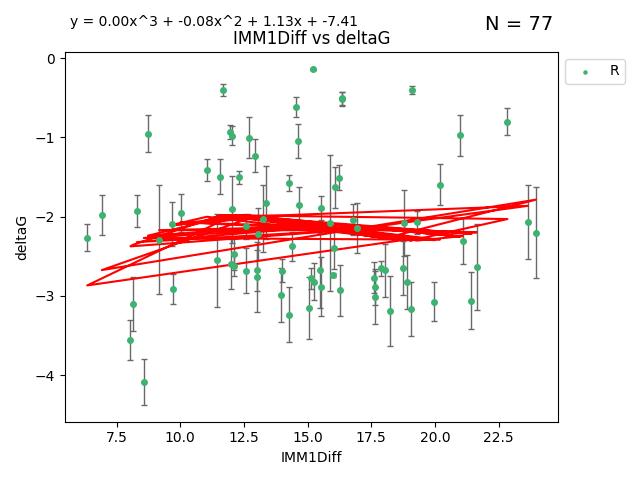 y = 0.00x^3 + -0.08x^2 + 1.13x + -7.41
N = 77
IMM1Diff vs deltaG
R
deltaG
0
−1
−2
−3
−4
7.5 10.0 12.5 15.0 17.5 20.0 22.5
IMM1Diff